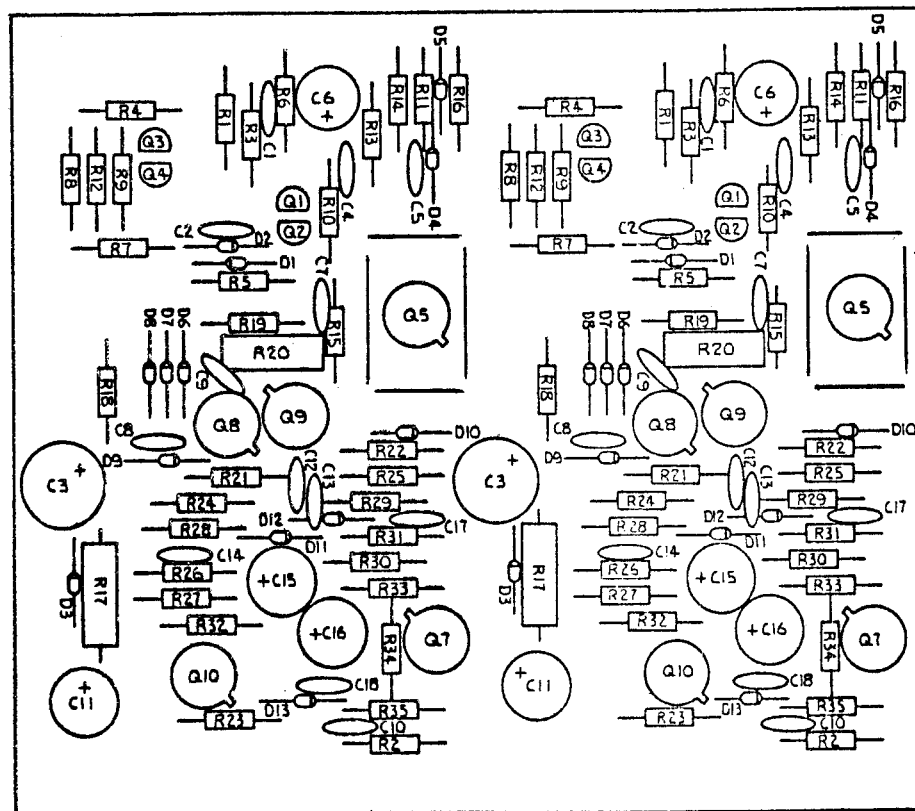 D5
D5
R4
R1
R3
R6
C1
C6
+
R13
R14
R11
R16
R4
R1
R3
R6
C1
C6
+
R13
R14
R11
R16
Q3
Q4
R8
R12
R9
Q1
Q2
R10
C4
C5
D4
Q3
Q4
R8
R12
R9
Q1
Q2
R10
C4
C5
D4
C2
D2
R7
D1
R5
C7
C2
D2
R7
D1
R5
C7
D8
D7
D6
R19
R15
Q5
D8
D7
D6
R19
R15
Q5
R20
R20
R18
C9
Q8
Q9
R18
C9
Q8
Q9
C8
D10
R22
C8
D10
R22
+
C3
D9
R21
C12
C13
R25
+
C3
D9
R21
C12
C13
R25
R24
R29
R24
R29
R28
D12
C17
R28
D12
C17
D11
R31
D11
R31
C14
R30
C14
R30
D3
R17
R26
+C15
R33
D3
R17
R26
+C15
R33
R27
R27
R32
+C16
R34
Q7
R32
+C16
R34
Q7
+
C11
Q10
C18
+
C11
Q10
C18
D13
R35
D13
R35
R23
C10
R23
C10
R2
R2